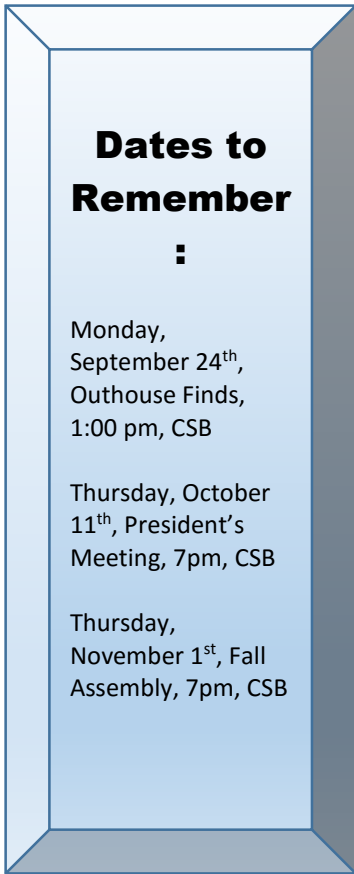 Dates to
Remember
:
Monday,
September 24th,
Outhouse Finds,
1:00 pm, CSB
Thursday, October
11th, President’s
Meeting, 7pm, CSB
Thursday,
November 1st, Fall
Assembly, 7pm, CSB